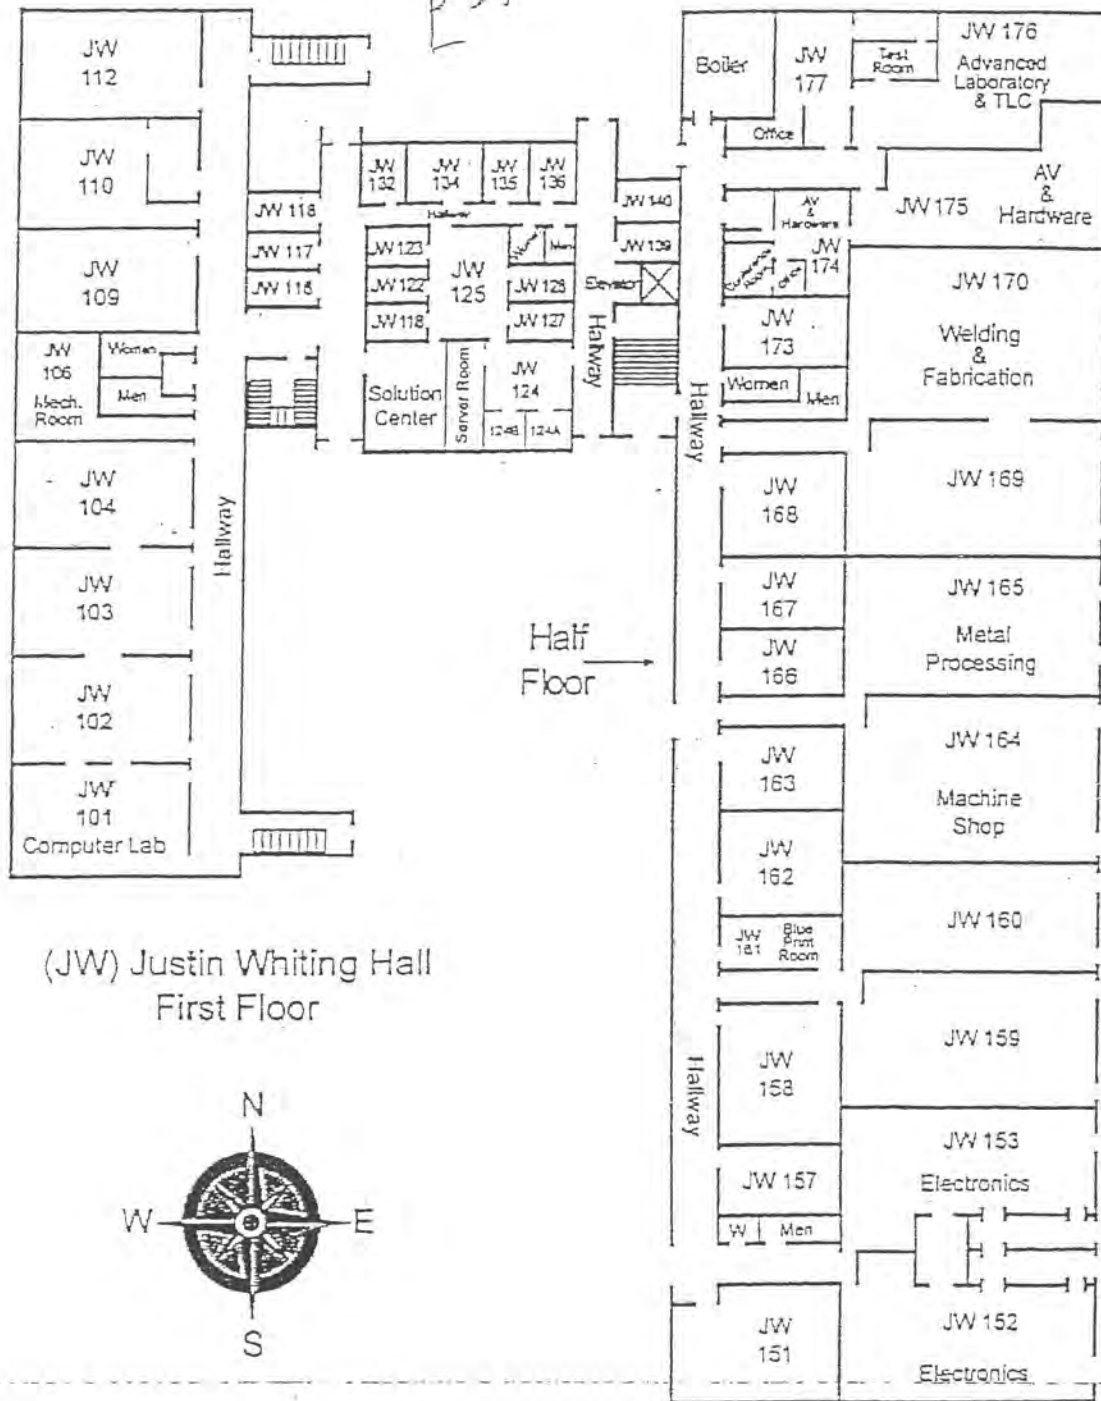 JW
112
JW
110
JW
109
JW
106
Mech.
Room
Women
Men
JW
104
JW
103
JW
102
JW
101
Computer Lab
Hallway
JW 118
JW 117
JW 116
JW
132
JW
134
JW
135
JW
136
Hallway
JW 123
JW 122
JW 118
JW
125
Men
JW 128
JW 127
Solution
Center
Server Room
JW
124
124B
124A
Hallway
JW 140
JW 139
Elevator
Boiler
JW
177
Office
Test
Room
JW 176
Advanced
Laboratory
& TLC
AV
&
Hardware
JW 175
AV
&
Hardware
Conference
Room
Office
JW
174
JW
173
Women
Men
JW 170
Welding
&
Fabrication
Hallway
JW
168
JW 169
JW
167
JW
166
JW 165
Metal
Processing
Half
Floor
JW
163
JW 164
Machine
Shop
JW
162
JW
161
Blue
Print
Room
JW 160
Hallway
JW
158
JW 159
JW 157
W
Men
JW 153
Electronics
JW
151
JW 152
Electronics
(JW) Justin Whiting Hall
First Floor
N
W
E
S